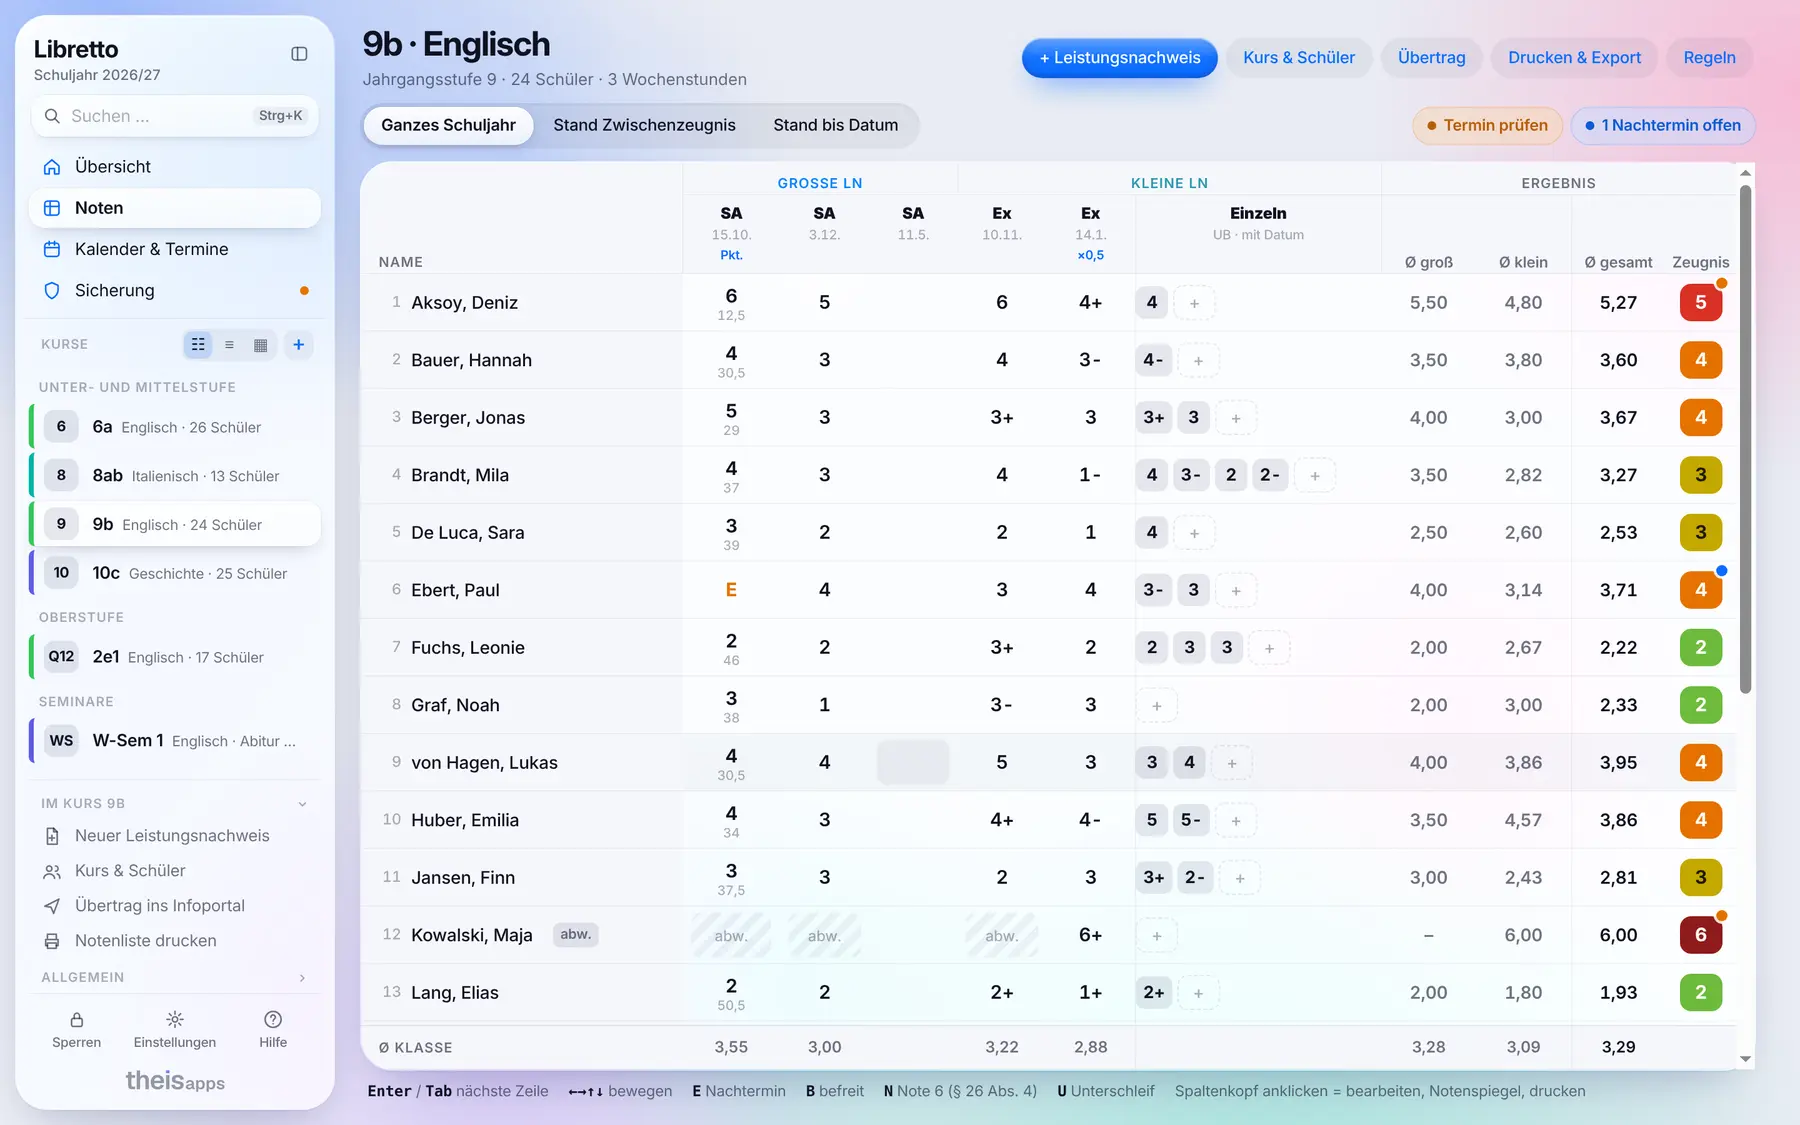 Libretto
Schuljahr 2026/27
Suchen ... Strg+K
Übersicht
Noten
Kalender & Termine
Sicherung
KURSE
UNTER- UND MITTELSTUFE
6 6a Englisch · 26 Schüler
8 8ab Italienisch · 13 Schüler
9 9b Englisch · 24 Schüler
10 10c Geschichte · 25 Schüler
OBERSTUFE
Q12 2e1 Englisch · 17 Schüler
SEMINARE
WS W-Sem 1 Englisch · Abitur ...
IM KURS 9B
Neuer Leistungsnachweis
Kurs & Schüler
Übertrag ins Infoportal
Notenliste drucken
ALLGEMEIN
Sperren Einstellungen Hilfe
theisapps
9b · Englisch
Jahrgangsstufe 9 · 24 Schüler · 3 Wochenstunden
+ Leistungsnachweis Kurs & Schüler Übertrag Drucken & Export Regeln
Ganzes Schuljahr Stand Zwischenzeugnis Stand bis Datum
Termin prüfen 1 Nachtermin offen
GROSSE LN KLEINE LN ERGEBNIS
SA SA SA Ex Ex Einzeln
15.10. 3.12. 11.5. 10.11. 14.1. UB · mit Datum
Pkt. ×0,5
NAME Ø groß Ø klein Ø gesamt Zeugnis
1 Aksoy, Deniz 6 12,5 5 6 4+ 4 + 5,50 4,80 5,27 5
2 Bauer, Hannah 4 30,5 3 4 3- 4- + 3,50 3,80 3,60 4
3 Berger, Jonas 5 29 3 3+ 3 3+ 3 + 4,00 3,00 3,67 4
4 Brandt, Mila 4 37 3 4 1- 4 3- 2 2- + 3,50 2,82 3,27 3
5 De Luca, Sara 3 39 2 2 1 4 + 2,50 2,60 2,53 3
6 Ebert, Paul E 4 3 4 3- 3 + 4,00 3,14 3,71 4
7 Fuchs, Leonie 2 46 2 3+ 2 2 3 3 + 2,00 2,67 2,22 2
8 Graf, Noah 3 38 1 3- 3 + 2,00 3,00 2,33 2
9 von Hagen, Lukas 4 30,5 4 5 3 3 4 + 4,00 3,86 3,95 4
10 Huber, Emilia 4 34 3 4+ 4- 5 5- + 3,50 4,57 3,86 4
11 Jansen, Finn 3 37,5 3 2 3 3+ 2- + 3,00 2,43 2,81 3
12 Kowalski, Maja abw. abw. abw. abw. 6+ + – 6,00 6,00 6
13 Lang, Elias 2 50,5 2 2+ 1+ 2+ + 2,00 1,80 1,93 2
Ø KLASSE 3,55 3,00 3,22 2,88 3,28 3,09 3,29
Enter / Tab nächste Zeile ←→↑↓ bewegen E Nachtermin B befreit N Note 6 (§ 26 Abs. 4) U Unterschleif Spaltenkopf anklicken = bearbeiten, Notenspiegel, drucken